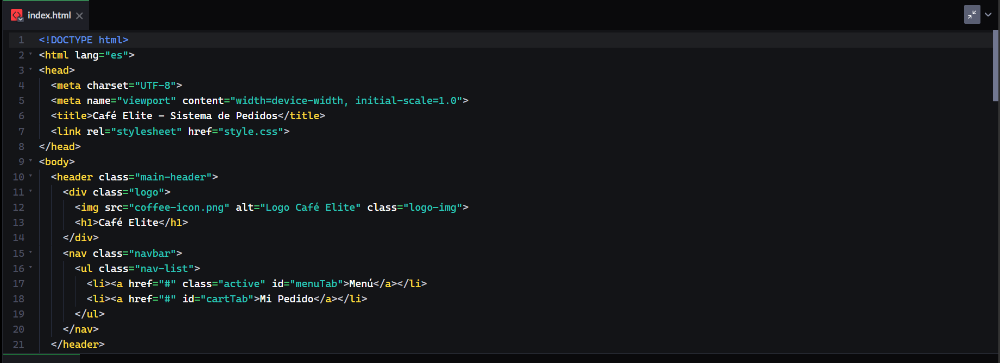 index.html
1 <!DOCTYPE html>
2 <html lang="es">
3 <head>
4 <meta charset="UTF-8">
5 <meta name="viewport" content="width=device-width, initial-scale=1.0">
6 <title>Café Elite - Sistema de Pedidos</title>
7 <link rel="stylesheet" href="style.css">
8 </head>
9 <body>
10 <header class="main-header">
11 <div class="logo">
12 <img src="coffee-icon.png" alt="Logo Café Elite" class="logo-img">
13 <h1>Café Elite</h1>
14 </div>
15 <nav class="navbar">
16 <ul class="nav-list">
17 <li><a href="#" class="active" id="menuTab">Menú</a></li>
18 <li><a href="#" id="cartTab">Mi Pedido</a></li>
19 </ul>
20 </nav>
21 </header>